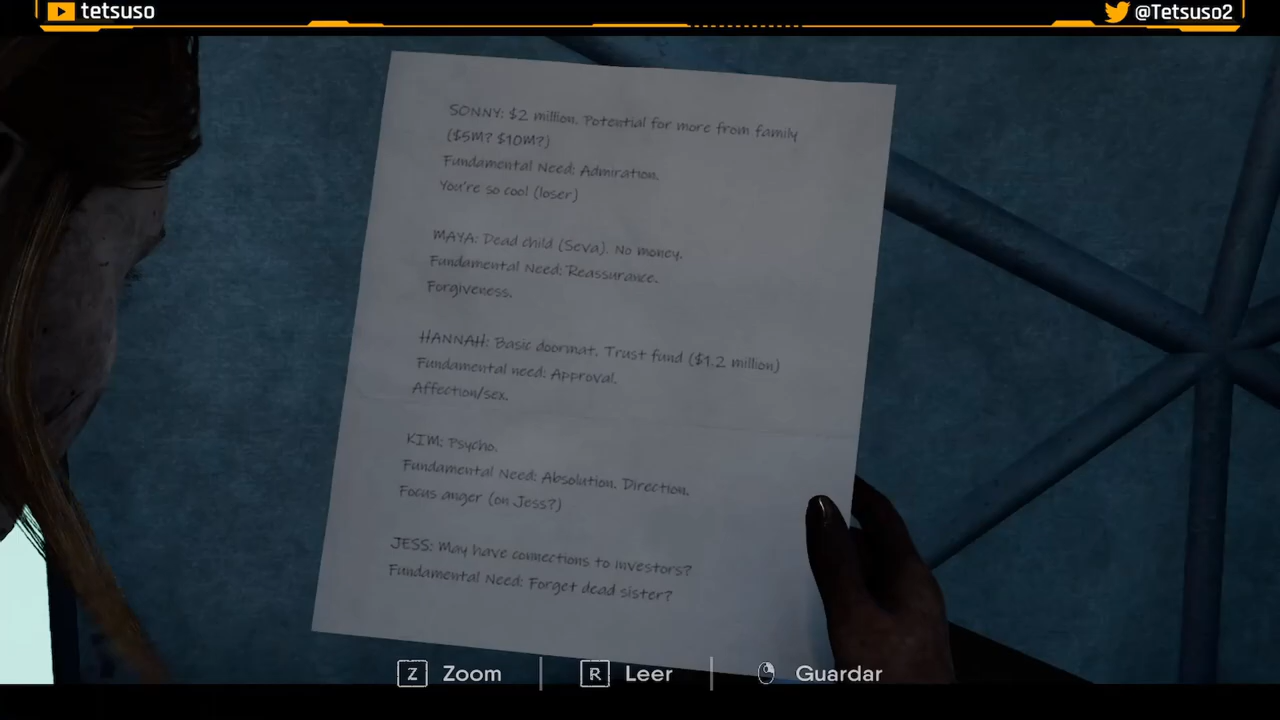 tetsuso
@Tetsuso2
SONNY: $2 million. Potential for more from family
($5M? $10M?)
Fundamental Need: Admiration.
You're so cool (loser)
MAYA: Dead child (Seva). No money.
Fundamental Need: Reassurance.
Forgiveness.
HANNAH: Basic doormat. Trust fund ($1.2 million)
Fundamental need: Approval.
Affection/sex.
KIM: Psycho.
Fundamental Need: Absolution. Direction.
Focus anger (on Jess?)
JESS: May have connections to investors?
Fundamental Need: Forget dead sister?
Z Zoom R Leer Guardar